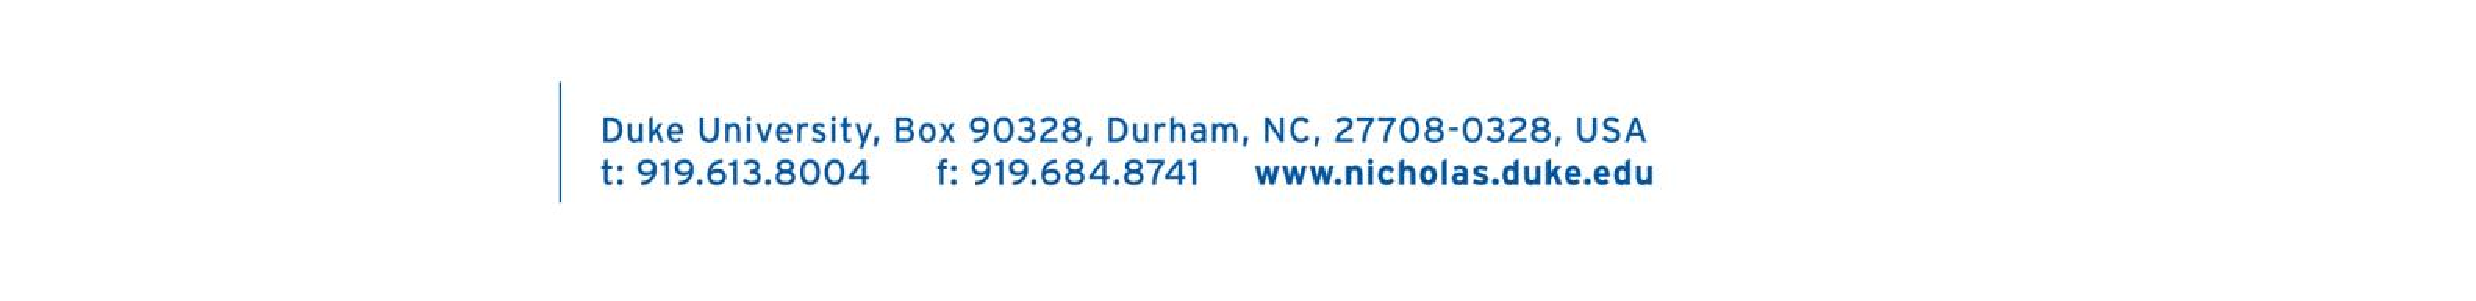 Duke University, Box 90328, Durham, NC, 27708-0328, USA
t: 919.613.8004 f: 919.684.8741 www.nicholas.duke.edu